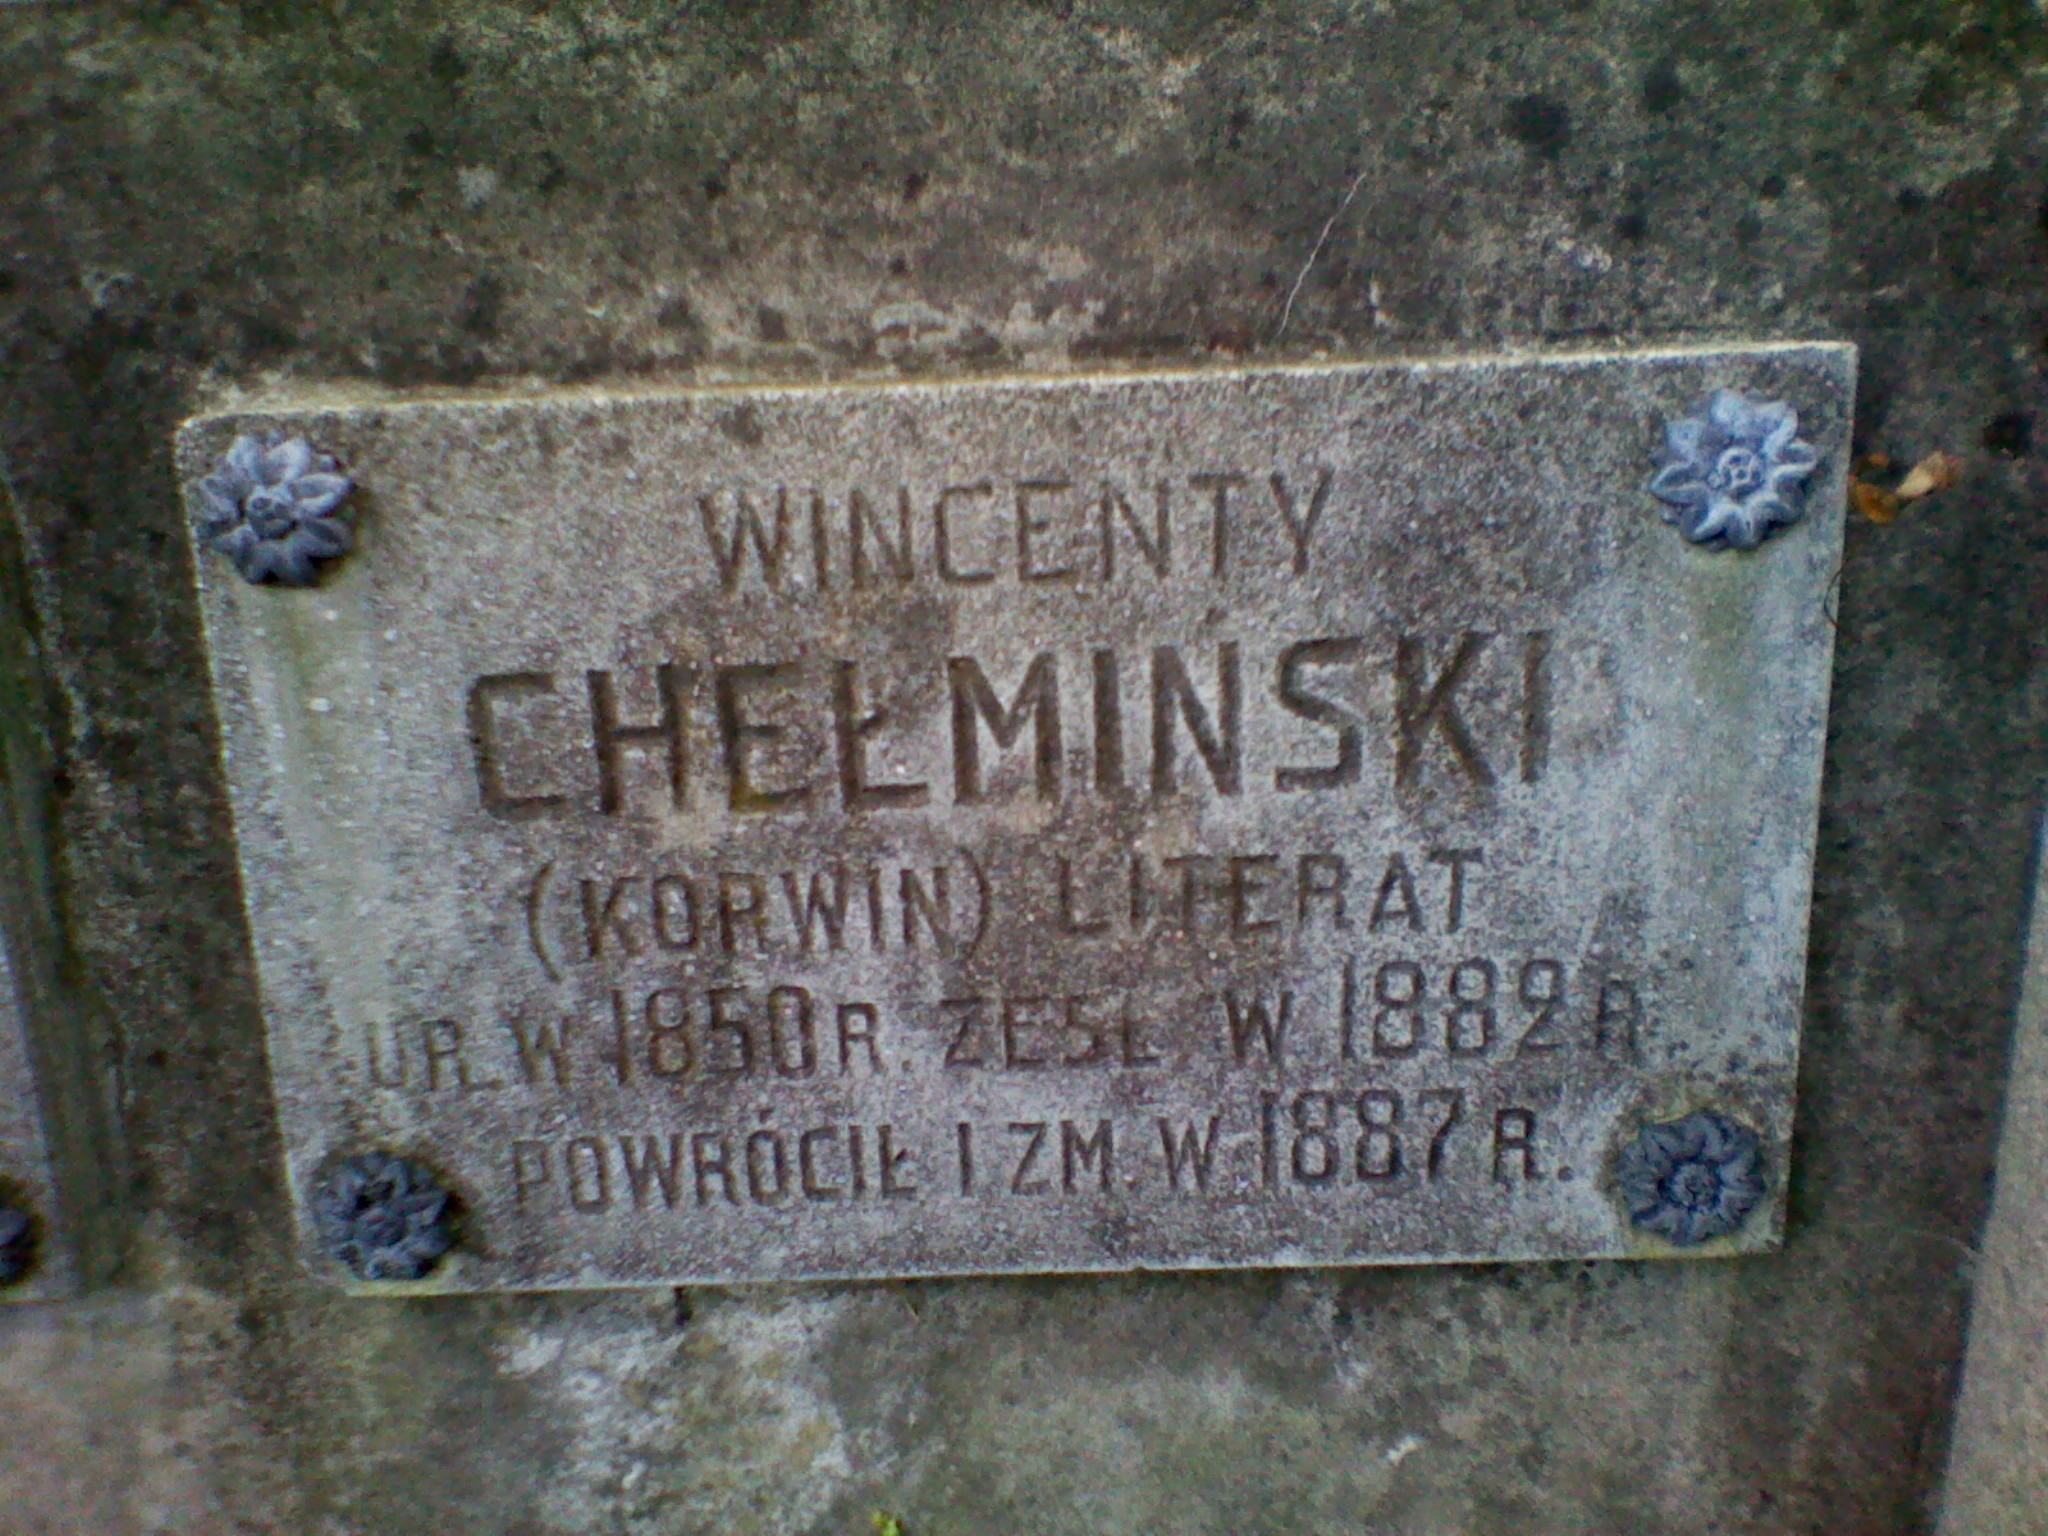 WINCENTY
CHEŁMINSKI
(KORWIN) LITERAT
UR. W 1850 R. ZESŁ W 1882 R
POWRÓCIŁ I ZM. W 1887 R.